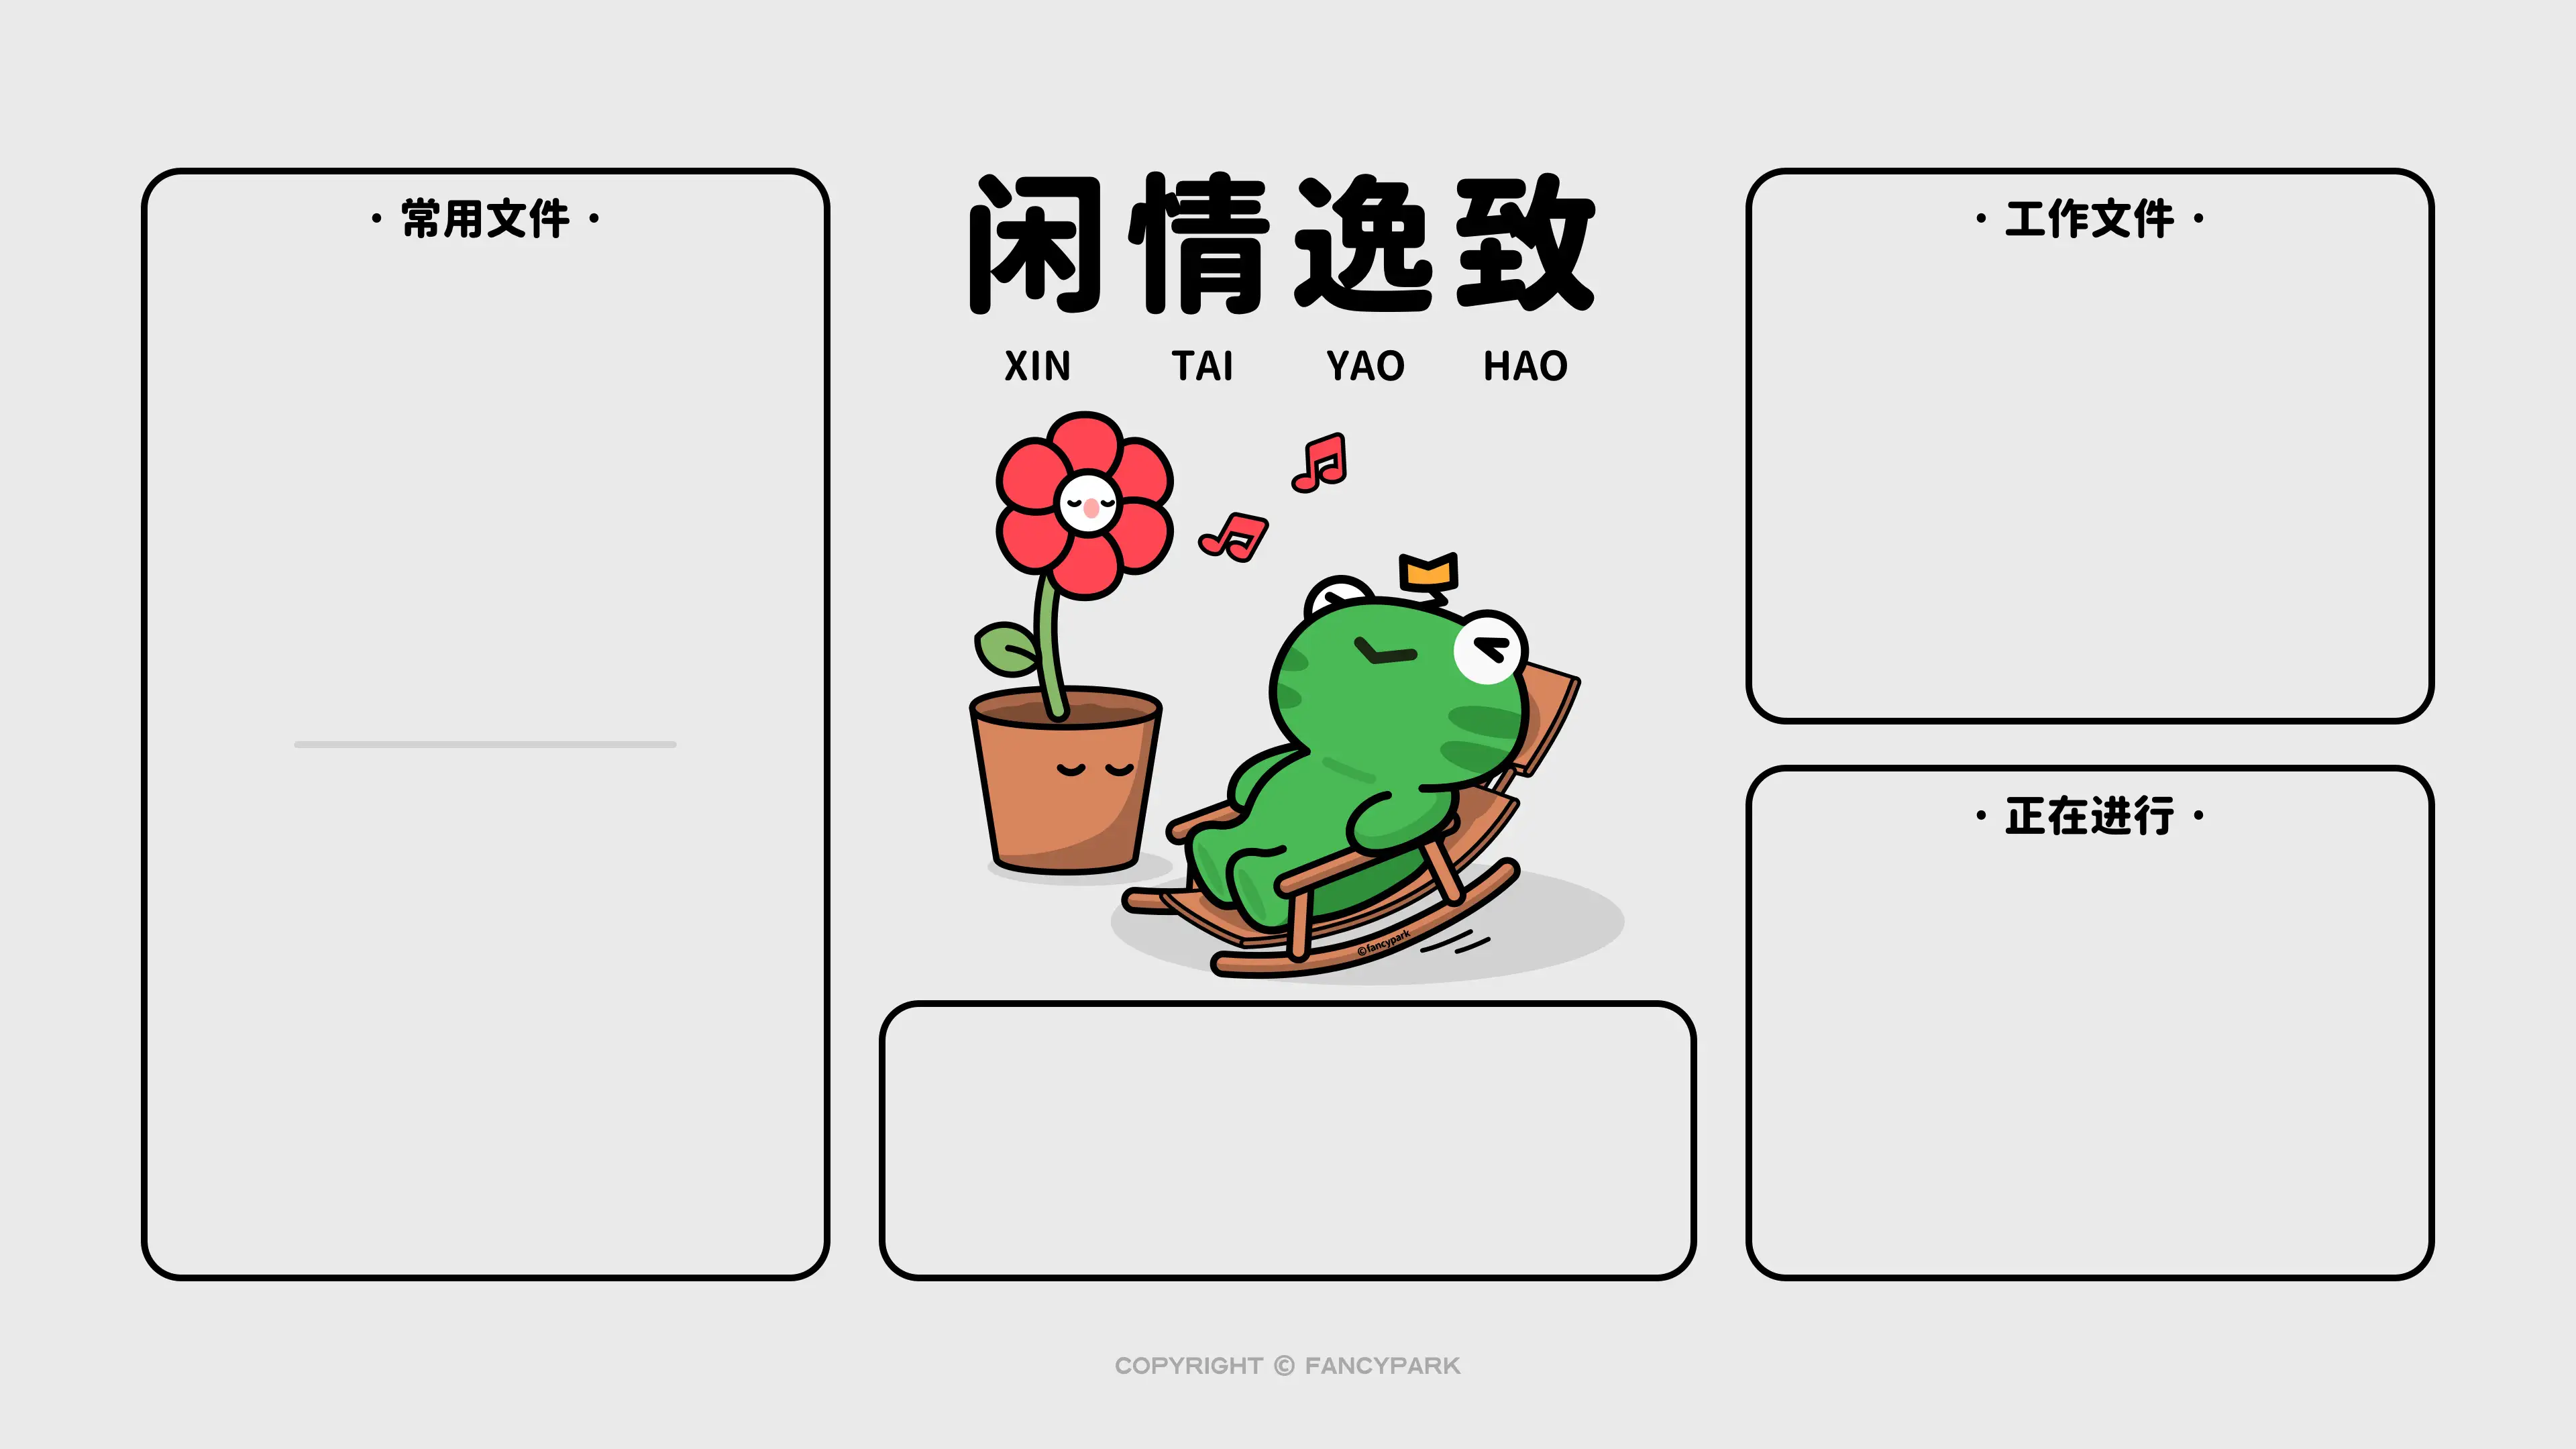 · 常用文件 ·
闲情逸致
XIN TAI YAO HAO
©fancypark
· 工作文件 ·
· 正在进行 ·
COPYRIGHT © FANCYPARK